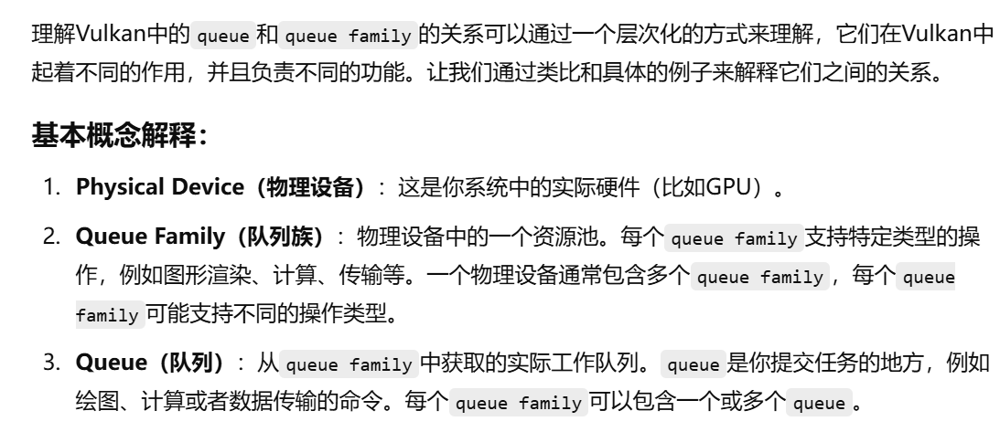 理解Vulkan中的 queue 和 queue family 的关系可以通过一个层次化的方式来理解，它们在Vulkan中
起着不同的作用，并且负责不同的功能。让我们通过类比和具体的例子来解释它们之间的关系。
基本概念解释：
1. Physical Device（物理设备）：这是你系统中的实际硬件（比如GPU）。
2. Queue Family（队列族）：物理设备中的一个资源池。每个 queue family 支持特定类型的操
作，例如图形渲染、计算、传输等。一个物理设备通常包含多个 queue family ，每个 queue
family 可能支持不同的操作类型。
3. Queue（队列）：从 queue family 中获取的实际工作队列。 queue 是你提交任务的地方，例如
绘图、计算或者数据传输的命令。每个 queue family 可以包含一个或多个 queue 。